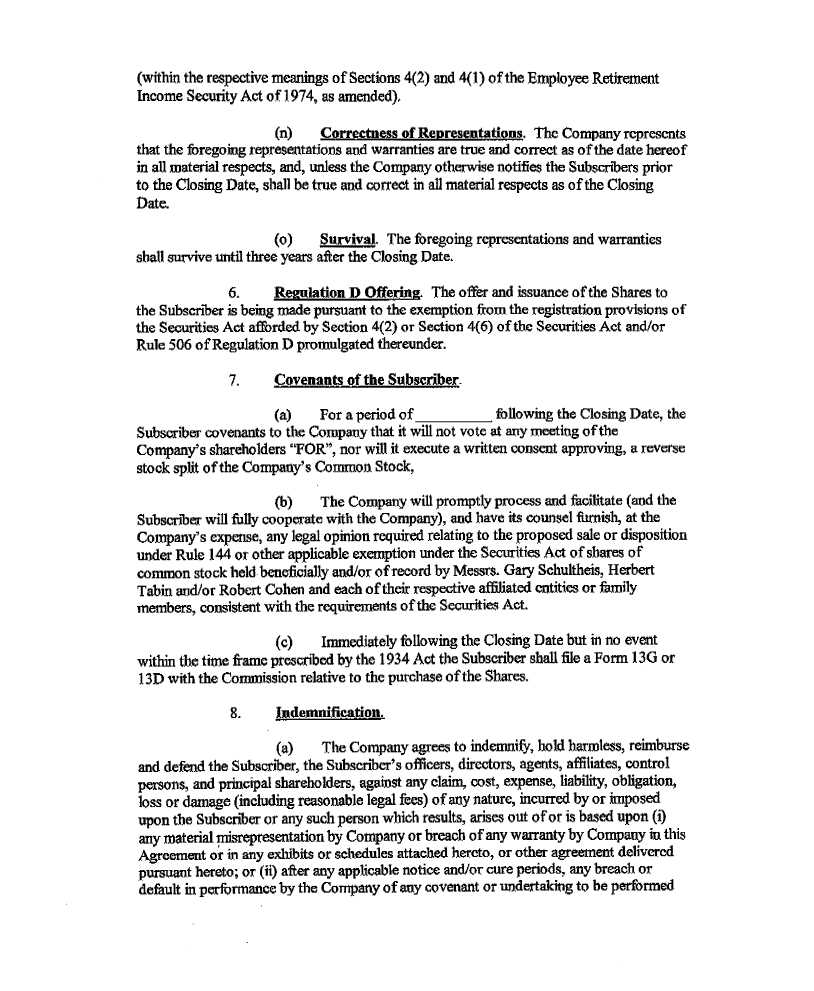 (within the respective meanings of Sections 4(2) and 4(1) of the Employee Retirement
Income Security Act of 1974, as amended).
(n) Correctness of Representations. The Company represents
that the foregoing representations and warranties are true and correct as of the date hereof
in all material respects, and, unless the Company otherwise notifies the Subscribers prior
to the Closing Date, shall be true and correct in all material respects as of the Closing
Date.
(o) Survival. The foregoing representations and warranties
shall survive until three years after the Closing Date.
6. Regulation D Offering. The offer and issuance of the Shares to
the Subscriber is being made pursuant to the exemption from the registration provisions of
the Securities Act afforded by Section 4(2) or Section 4(6) of the Securities Act and/or
Rule 506 of Regulation D promulgated thereunder.
7. Covenants of the Subscriber.
(a) For a period of __________ following the Closing Date, the
Subscriber covenants to the Company that it will not vote at any meeting of the
Company's shareholders "FOR", nor will it execute a written consent approving, a reverse
stock split of the Company's Common Stock,
(b) The Company will promptly process and facilitate (and the
Subscriber will fully cooperate with the Company), and have its counsel furnish, at the
Company's expense, any legal opinion required relating to the proposed sale or disposition
under Rule 144 or other applicable exemption under the Securities Act of shares of
common stock held beneficially and/or of record by Messrs. Gary Schultheis, Herbert
Tabin and/or Robert Cohen and each of their respective affiliated entities or family
members, consistent with the requirements of the Securities Act.
(c) Immediately following the Closing Date but in no event
within the time frame prescribed by the 1934 Act the Subscriber shall file a Form 13G or
13D with the Commission relative to the purchase of the Shares.
8. Indemnification.
(a) The Company agrees to indemnify, hold harmless, reimburse
and defend the Subscriber, the Subscriber's officers, directors, agents, affiliates, control
persons, and principal shareholders, against any claim, cost, expense, liability, obligation,
loss or damage (including reasonable legal fees) of any nature, incurred by or imposed
upon the Subscriber or any such person which results, arises out of or is based upon (i)
any material misrepresentation by Company or breach of any warranty by Company in this
Agreement or in any exhibits or schedules attached hereto, or other agreement delivered
pursuant hereto; or (ii) after any applicable notice and/or cure periods, any breach or
default in performance by the Company of any covenant or undertaking to be performed